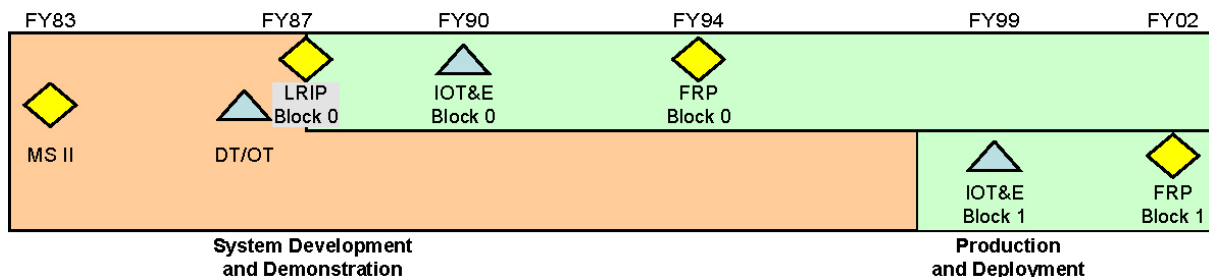 FY83 FY87 FY90 FY94 FY99 FY02
LRIP IOT&E FRP
Block 0 Block 0 Block 0
MS II DT/OT
IOT&E FRP
Block 1 Block 1
System Development Production
and Demonstration and Deployment